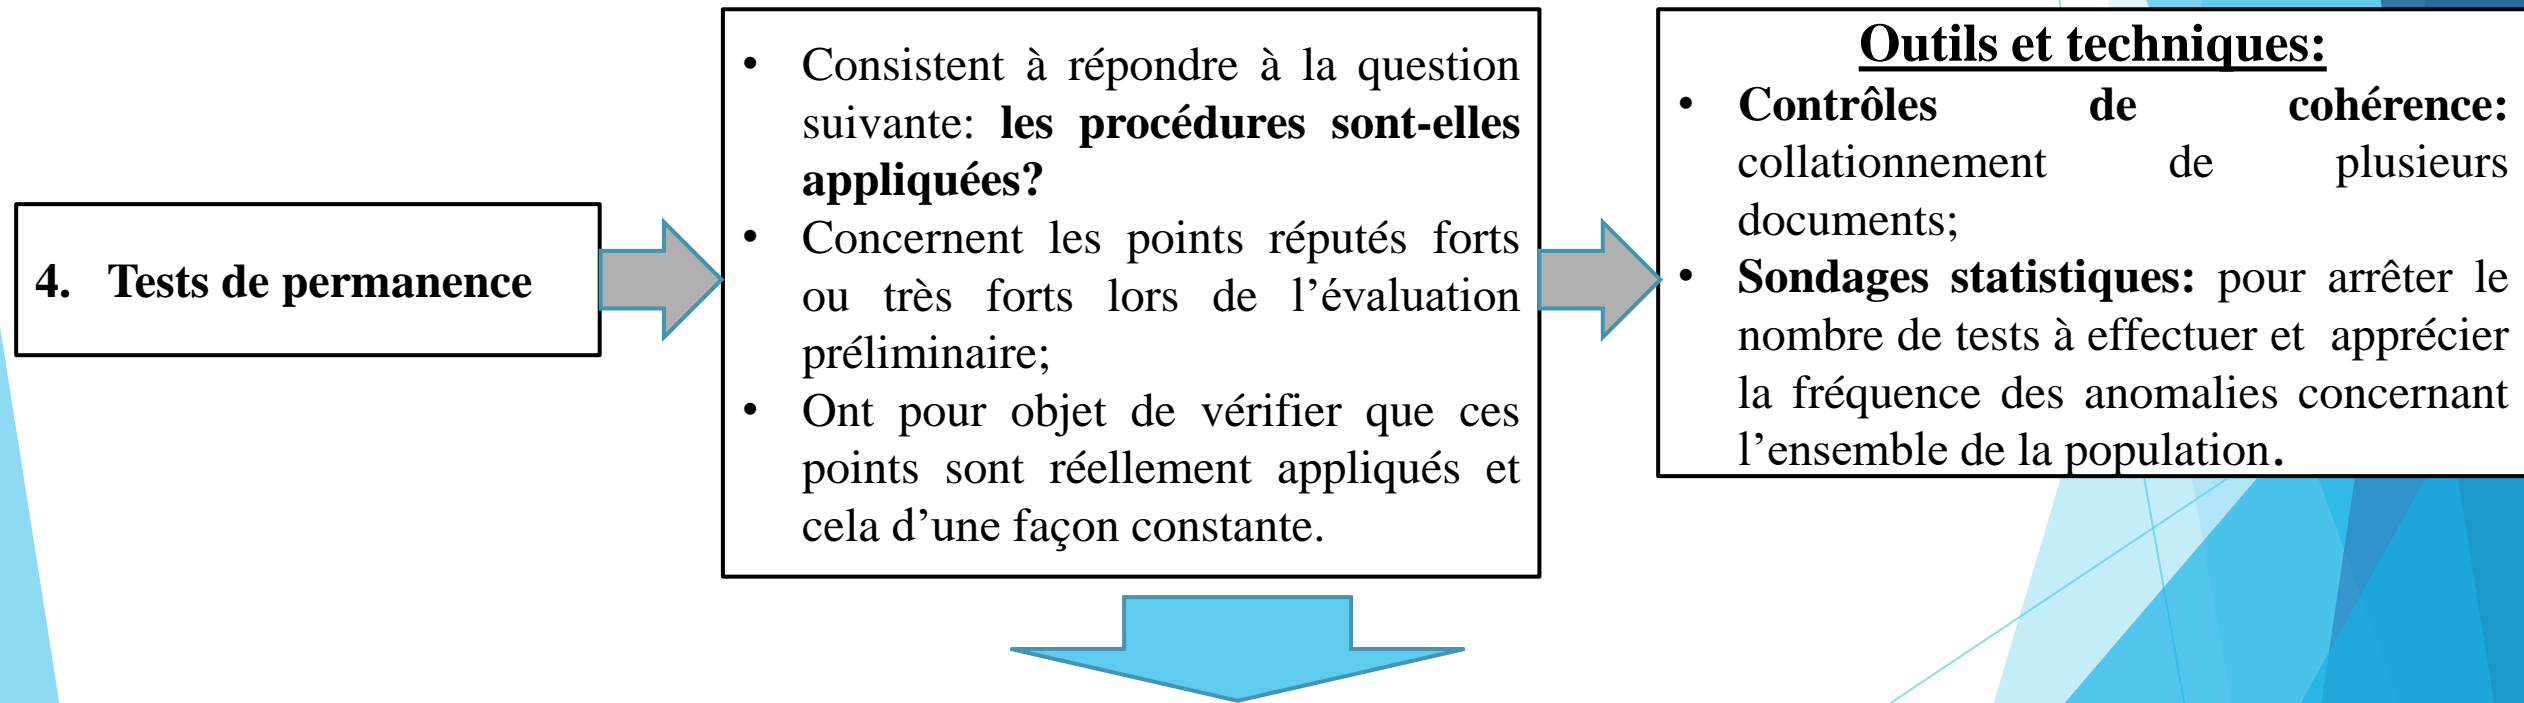 4. Tests de permanence
• Consistent à répondre à la question
suivante: les procédures sont-elles
appliquées?
• Concernent les points réputés forts
ou très forts lors de l’évaluation
préliminaire;
• Ont pour objet de vérifier que ces
points sont réellement appliqués et
cela d’une façon constante.
Outils et techniques:
• Contrôles de cohérence:
collationnement de plusieurs
documents;
• Sondages statistiques: pour arrêter le
nombre de tests à effectuer et apprécier
la fréquence des anomalies concernant
l’ensemble de la population.